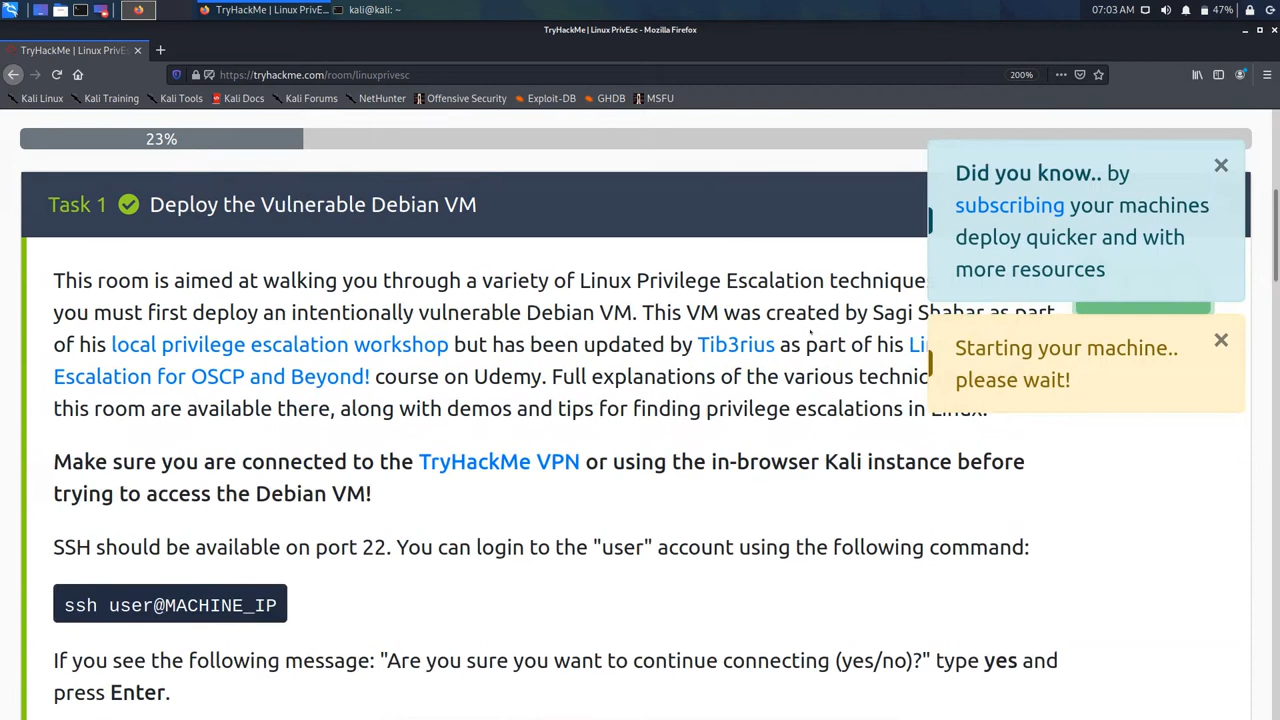 TryHackMe | Linux PrivE...
kali@kali: ~
07:03 AM
47%
TryHackMe | Linux PrivEsc - Mozilla Firefox
TryHackMe | Linux PrivEs
https://tryhackme.com/room/linuxprivesc
200%
Kali Linux
Kali Training
Kali Tools
Kali Docs
Kali Forums
NetHunter
Offensive Security
Exploit-DB
GHDB
MSFU
23%
Task 1 Deploy the Vulnerable Debian VM
Did you know.. by
subscribing your machines
deploy quicker and with
more resources
Starting your machine..
please wait!
This room is aimed at walking you through a variety of Linux Privilege Escalation techniques
you must first deploy an intentionally vulnerable Debian VM. This VM was created by Sagi Shahar as part
of his local privilege escalation workshop but has been updated by Tib3rius as part of his Li
Escalation for OSCP and Beyond! course on Udemy. Full explanations of the various technic
this room are available there, along with demos and tips for finding privilege escalations in Linux.
Make sure you are connected to the TryHackMe VPN or using the in-browser Kali instance before
trying to access the Debian VM!
SSH should be available on port 22. You can login to the "user" account using the following command:
ssh user@MACHINE_IP
If you see the following message: "Are you sure you want to continue connecting (yes/no)?" type yes and
press Enter.